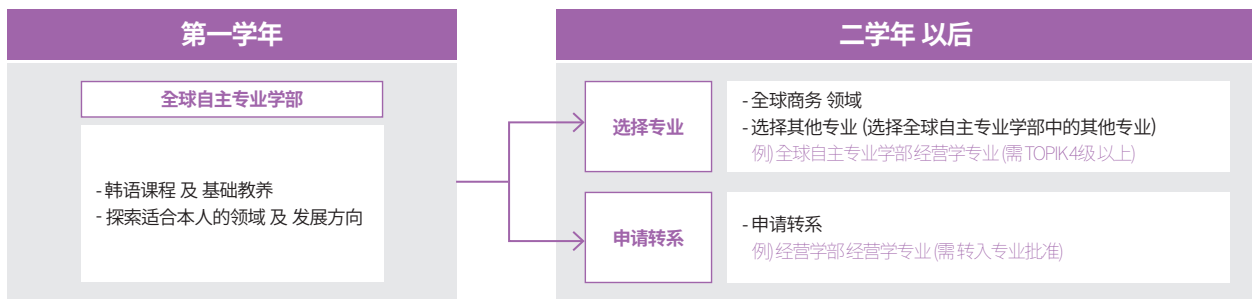 第一学年
全球自主专业学部
- 韩语课程 及 基础教养
- 探索适合本人的领域 及 发展方向
二学年 以后
选择专业
- 全球商务 领域
- 选择其他专业 (选择全球自主专业学部中的其他专业)
例) 全球自主专业学部 经营学专业 (需 TOPIK 4级 以上)
申请转系
- 申请转系
例) 经营学部 经营学专业 (需 转入专业批准)